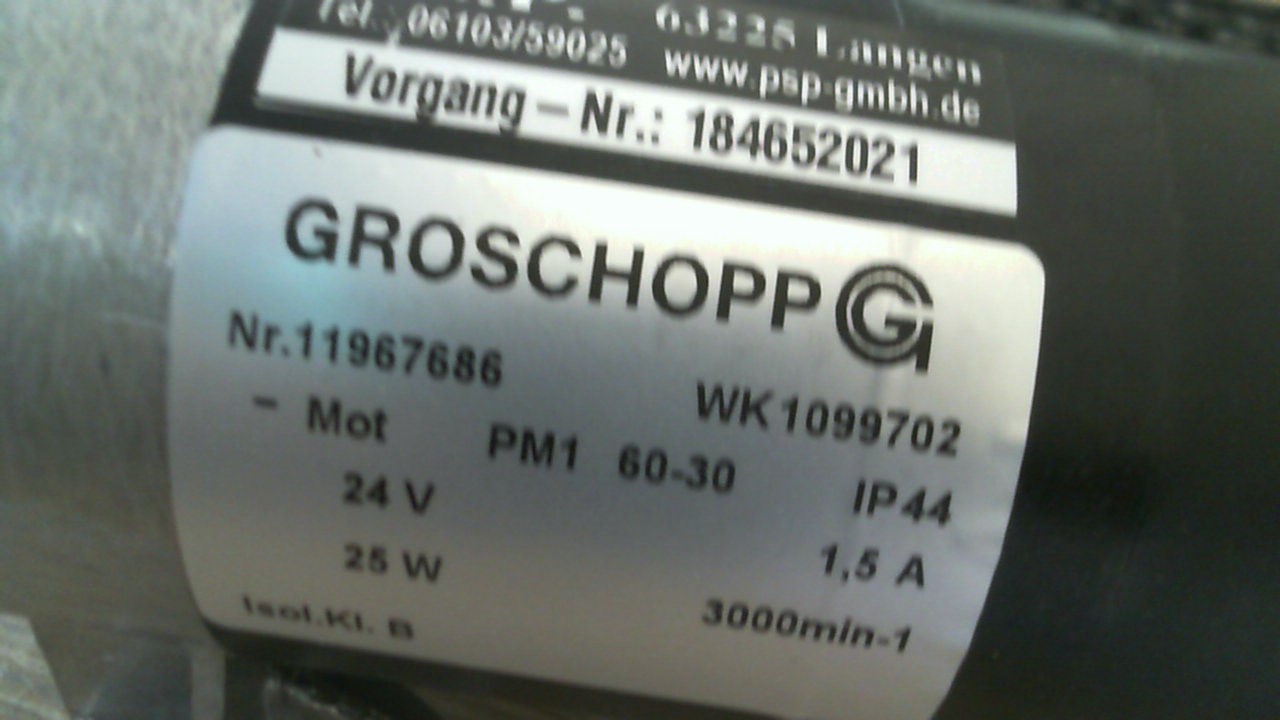 63225 Langen
Tel.: 06103/59025 www.psp-gmbh.de
Vorgang – Nr.: 184652021
GROSCHOPP G
Nr.11967686 WK1099702
– Mot PM1 60-30 IP44
24 V 1,5 A
25 W 3000min-1
Isol.Kl. B